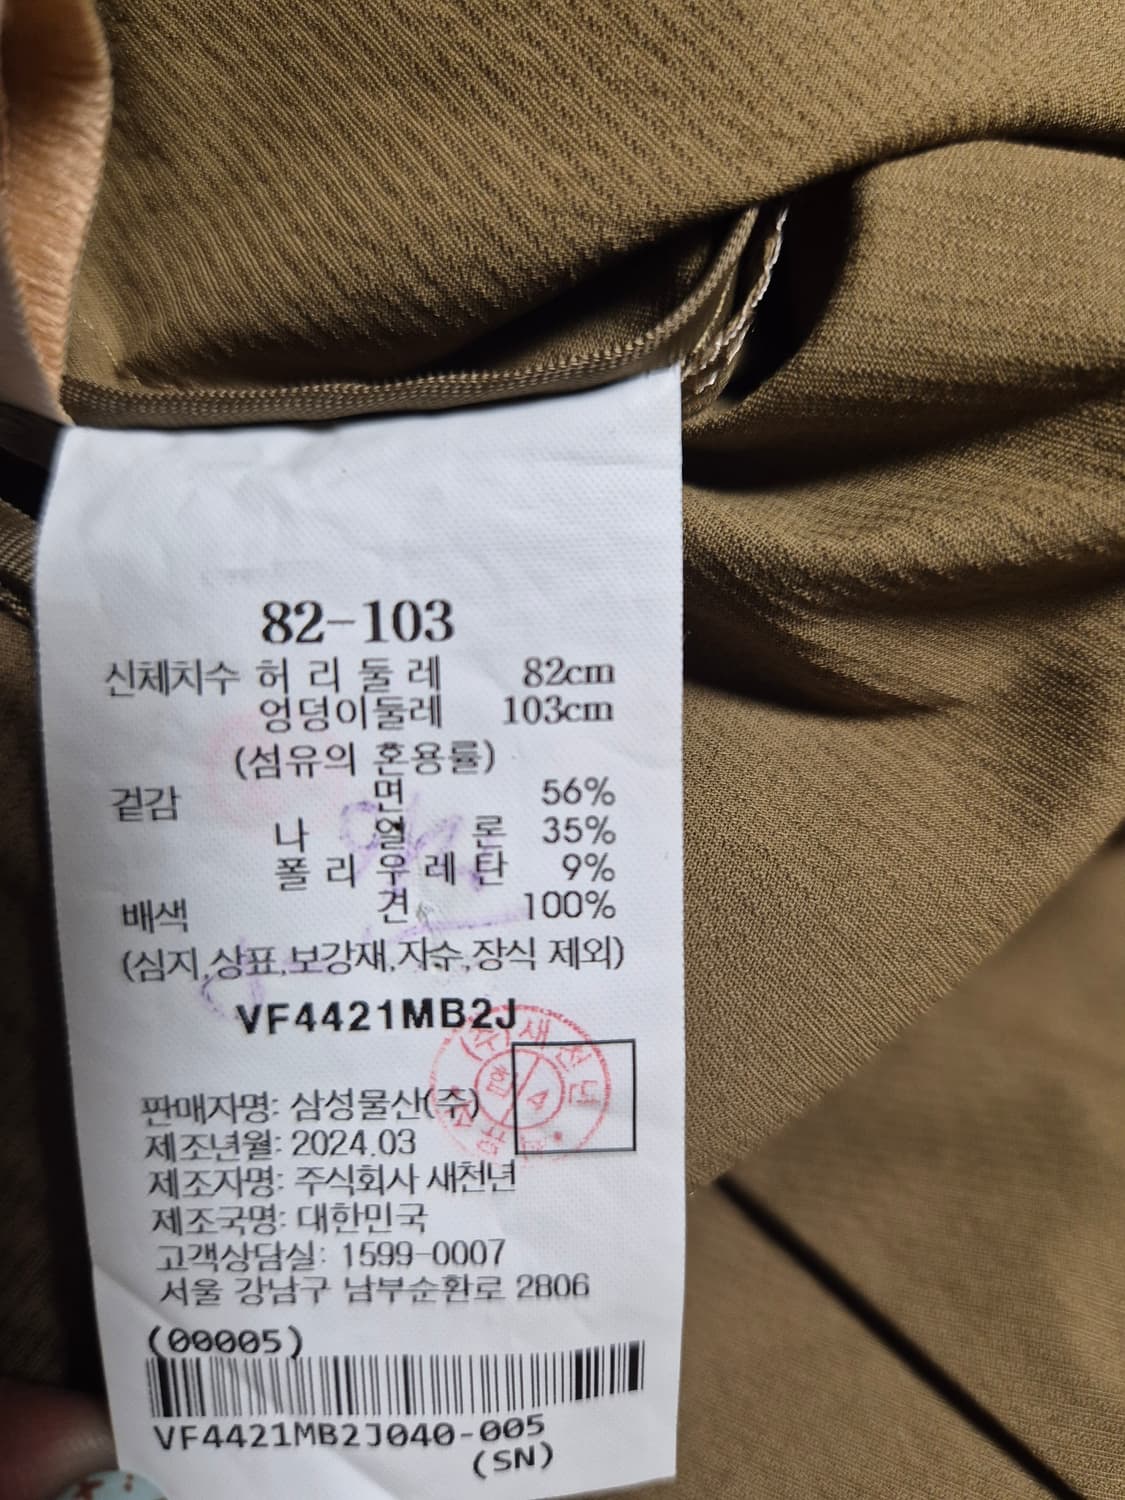 82-103
신체치수 허리둘레 82cm
엉덩이둘레 103cm
(섬유의 혼용률)
겉감 면 56%
나일론 35%
폴리우레탄 9%
배색 견 100%
(심지,상표,보강재,자수,장식 제외)
VF4421MB2J
(주)새천년
판매자명: 삼성물산(주)
제조년월: 2024.03
제조자명: 주식회사 새천년
제조국명: 대한민국
고객상담실: 1599-0007
서울 강남구 남부순환로 2806
(00005)
VF4421MB2J040-005
(SN)